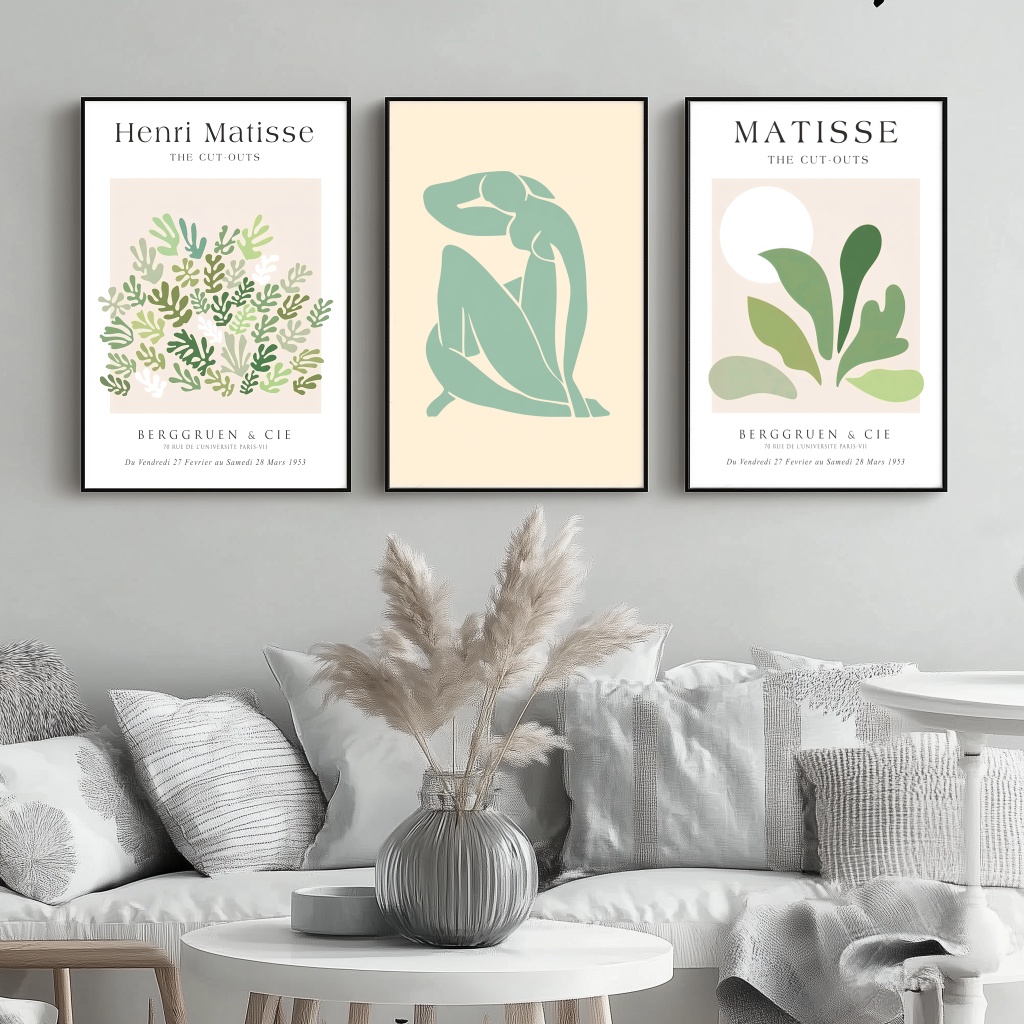 Henri Matisse
THE CUT-OUTS
BERGGRUEN & CIE
70 RUE DE L'UNIVERSITE PARIS-VII
Du Vendredi 27 Fevrier au Samedi 28 Mars 1953
MATISSE
THE CUT-OUTS
BERGGRUEN & CIE
70 RUE DE L'UNIVERSITE PARIS-VII
Du Vendredi 27 Fevrier au Samedi 28 Mars 1953